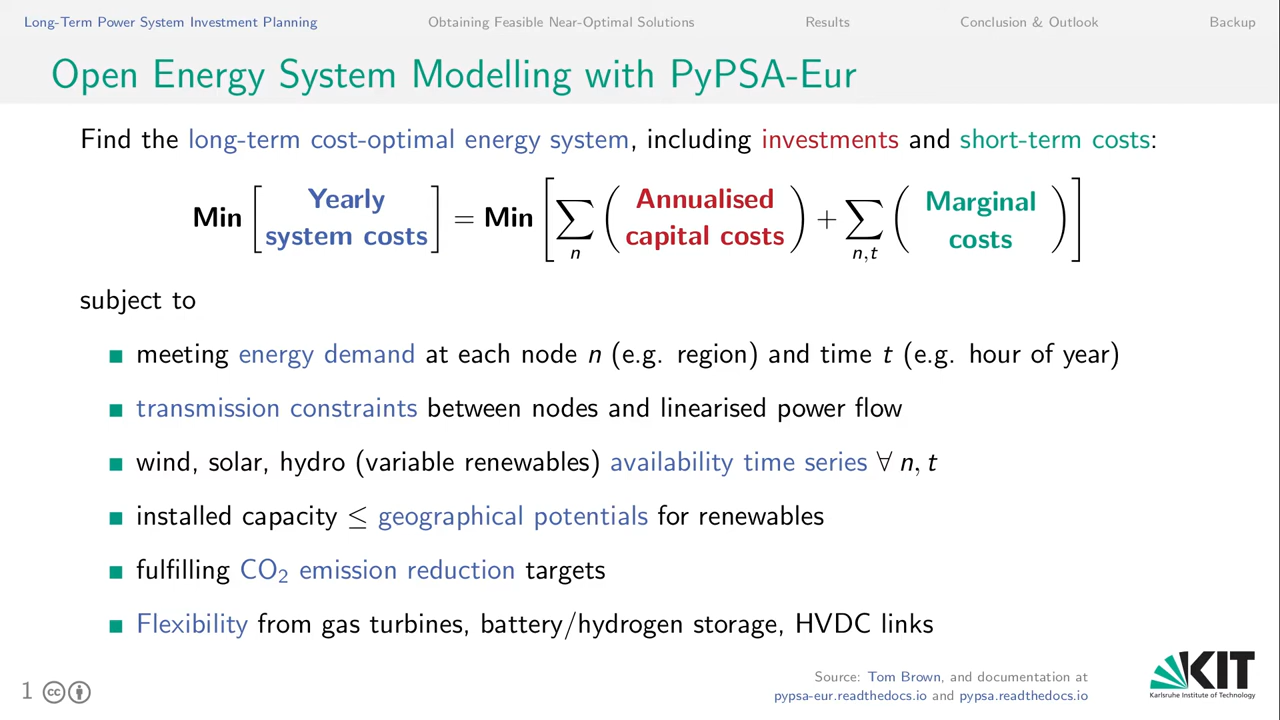 Long-Term Power System Investment Planning Obtaining Feasible Near-Optimal Solutions Results Conclusion & Outlook Backup
Open Energy System Modelling with PyPSA-Eur
Find the long-term cost-optimal energy system, including investments and short-term costs:
Min [Yearly system costs] = Min [∑n (Annualised capital costs) + ∑n,t (Marginal costs)]
subject to
■ meeting energy demand at each node n (e.g. region) and time t (e.g. hour of year)
■ transmission constraints between nodes and linearised power flow
■ wind, solar, hydro (variable renewables) availability time series ∀ n, t
■ installed capacity ≤ geographical potentials for renewables
■ fulfilling CO₂ emission reduction targets
■ Flexibility from gas turbines, battery/hydrogen storage, HVDC links
Source: Tom Brown, and documentation at
pypsa-eur.readthedocs.io and pypsa.readthedocs.io
1 cc
KIT
Karlsruhe Institute of Technology